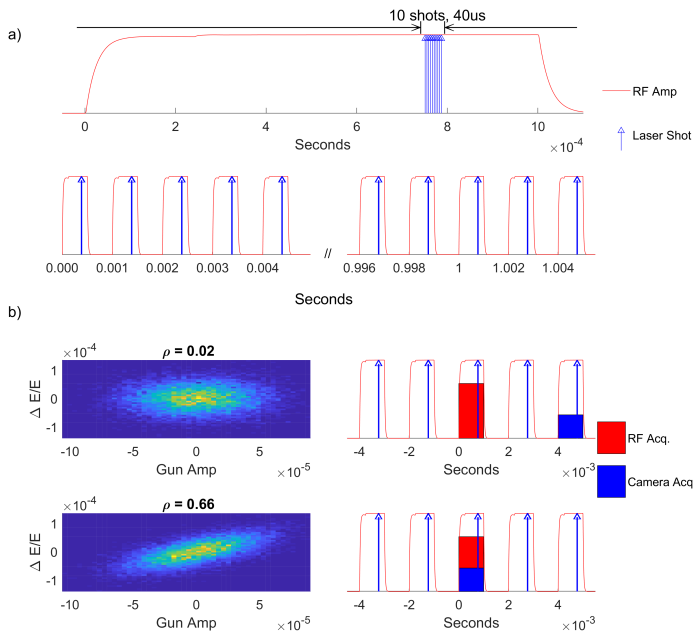 a)
10 shots, 40us
0 2 4 6 8 10
Seconds
×10⁻⁴
RF Amp
Laser Shot
0.000 0.001 0.002 0.003 0.004 // 0.996 0.998 1 1.002 1.004
Seconds
b)
×10⁻⁴
ρ = 0.02
1
0
-1
Δ E/E
-10 -5 0 5
Gun Amp
×10⁻⁵
-4 -2 0 2 4
Seconds
×10⁻³
RF Acq.
Camera Acq
×10⁻⁴
ρ = 0.66
1
0
-1
Δ E/E
-10 -5 0 5
Gun Amp
×10⁻⁵
-4 -2 0 2 4
Seconds
×10⁻³